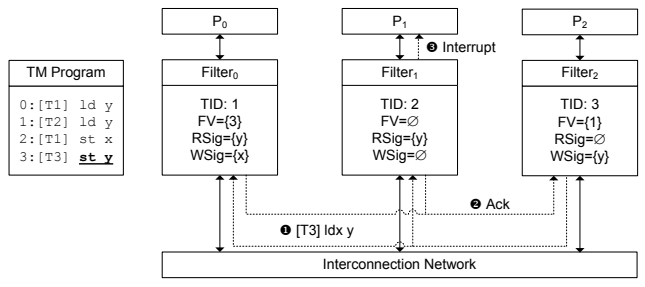 P0
P1
P2
❸ Interrupt
TM Program
0:[T1] ld y
1:[T2] ld y
2:[T1] st x
3:[T3] st y
Filter0
TID: 1
FV={3}
RSig={y}
WSig={x}
Filter1
TID: 2
FV=∅
RSig={y}
WSig=∅
Filter2
TID: 3
FV={1}
RSig=∅
WSig={y}
❷ Ack
❶ [T3] ldx y
Interconnection Network